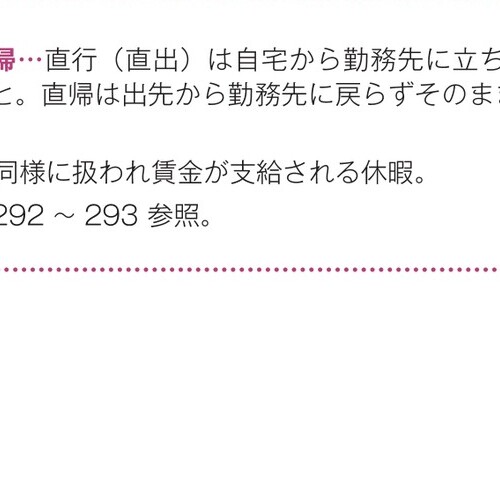 帰…直行（直出）は自宅から勤務先に立ち
と。直帰は出先から勤務先に戻らずそのまま
同様に扱われ賃金が支給される休暇。
292 ～ 293 参照。